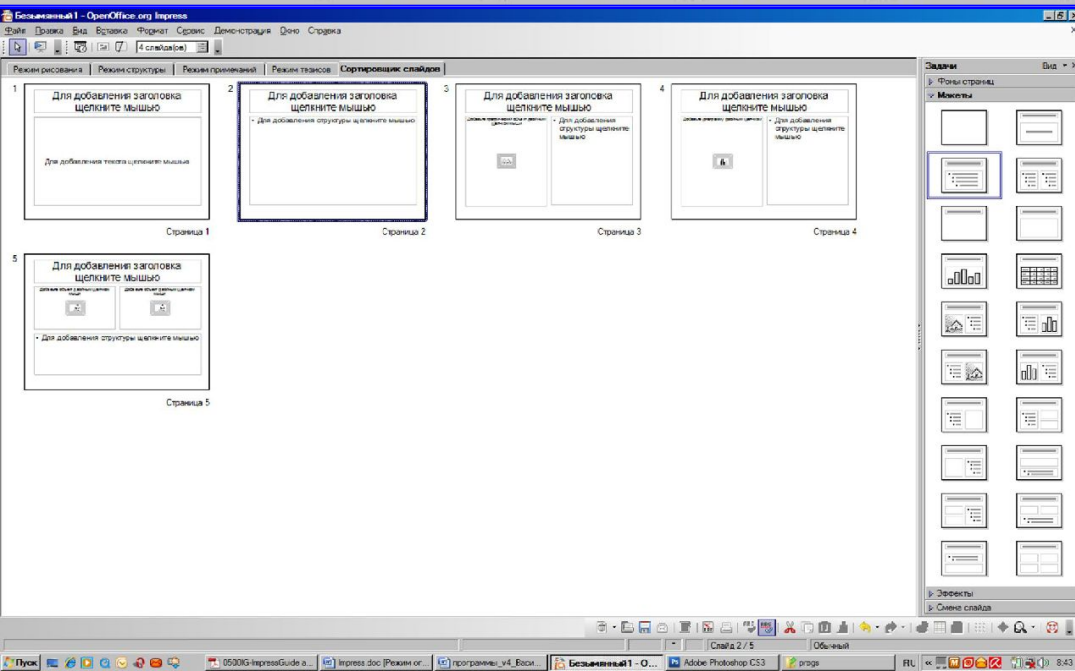 Безымянный1 - OpenOffice.org Impress
Файл Правка Вид Вставка Формат Сервис Демонстрация Окно Справка
4 слайда(ов)
Режим рисования Режим структуры Режим примечаний Режим тезисов Сортировщик слайдов
Задачи Вид
Фоны страниц
Макеты
1
Для добавления заголовка
щелкните мышью
Для добавления текста щелкните мышью
Страница 1
2
Для добавления заголовка
щелкните мышью
• Для добавления структуры щелкните мышью
Страница 2
3
Для добавления заголовка
щелкните мышью
• Для добавления
структуры щелкните
мышью
Страница 3
4
Для добавления заголовка
щелкните мышью
• Для добавления
структуры щелкните
мышью
Страница 4
5
Для добавления заголовка
щелкните мышью
• Для добавления структуры щелкните мышью
Страница 5
Эффекты
Смена слайда
Слайд 2 / 5 Обычный
Пуск 0500IG-ImpressGuide a... Impress.doc [Режим ог... программы_v4_Васи... Безымянный1 - O... Adobe Photoshop CS3 progs RU 8:43